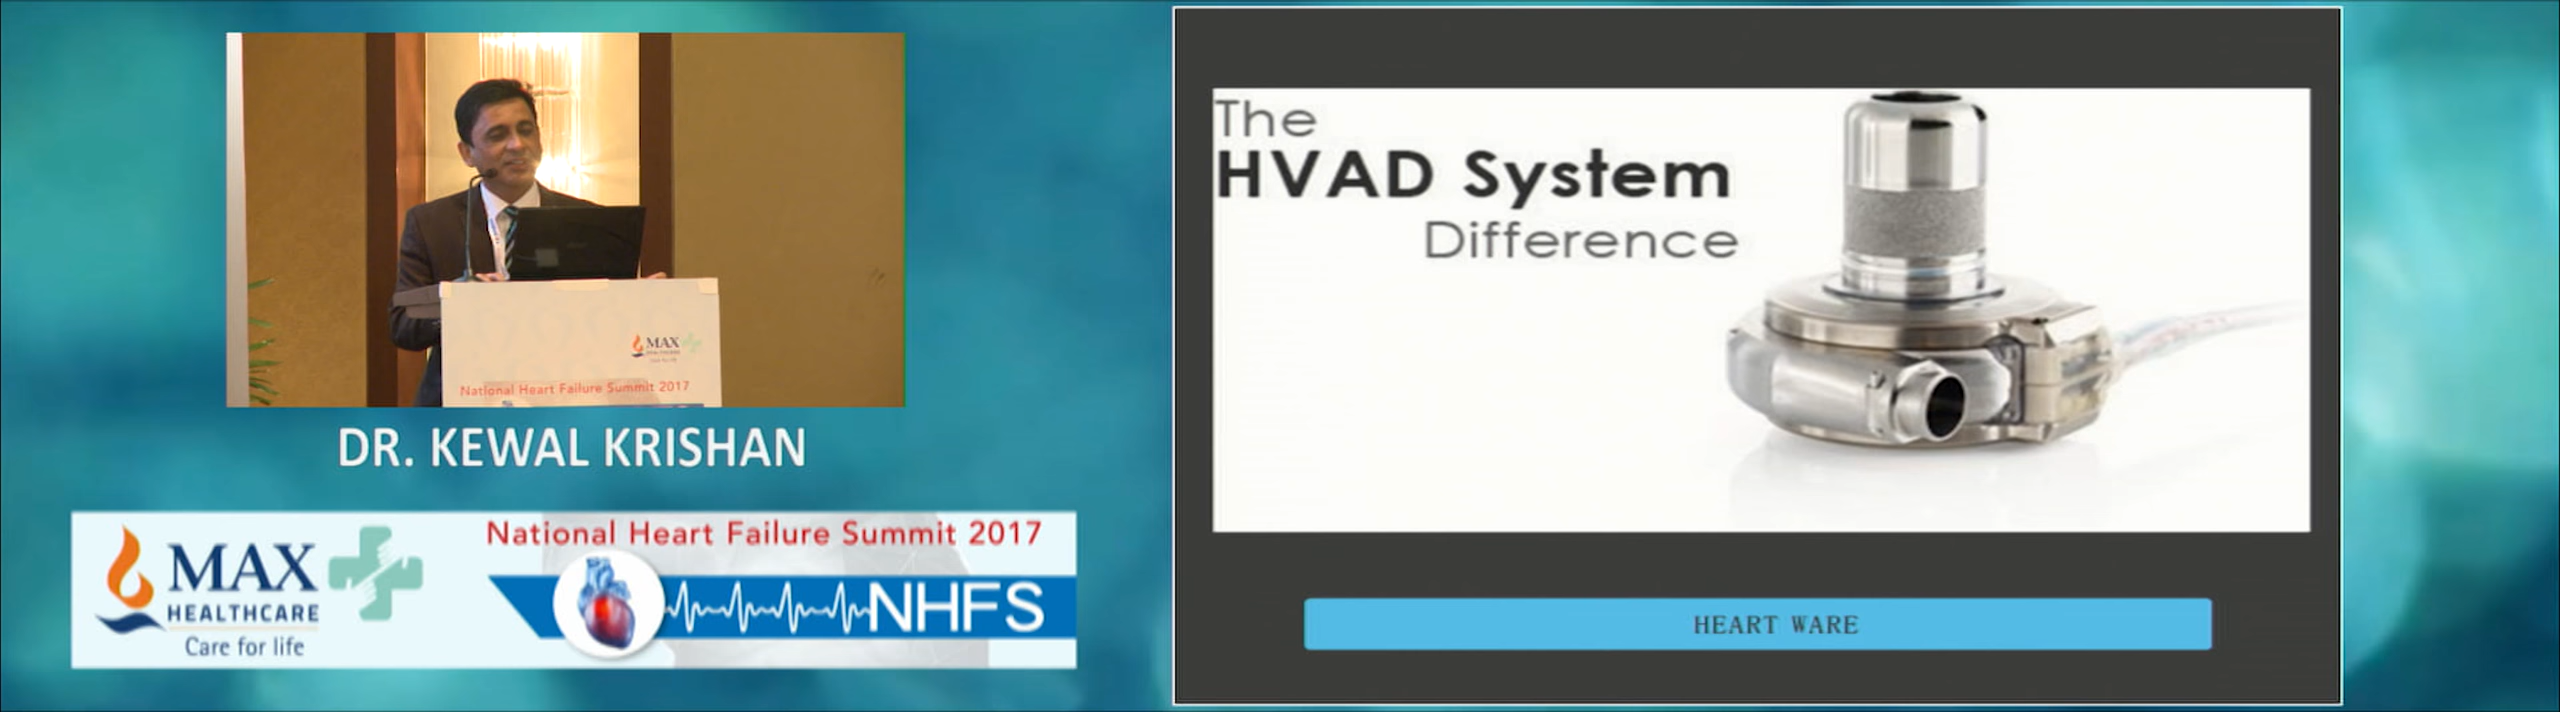 MAX
National Heart Failure Summit 2017
DR. KEWAL KRISHAN
MAX
HEALTHCARE
Care for life
National Heart Failure Summit 2017
NHFS
The
HVAD System
Difference
HEART WARE